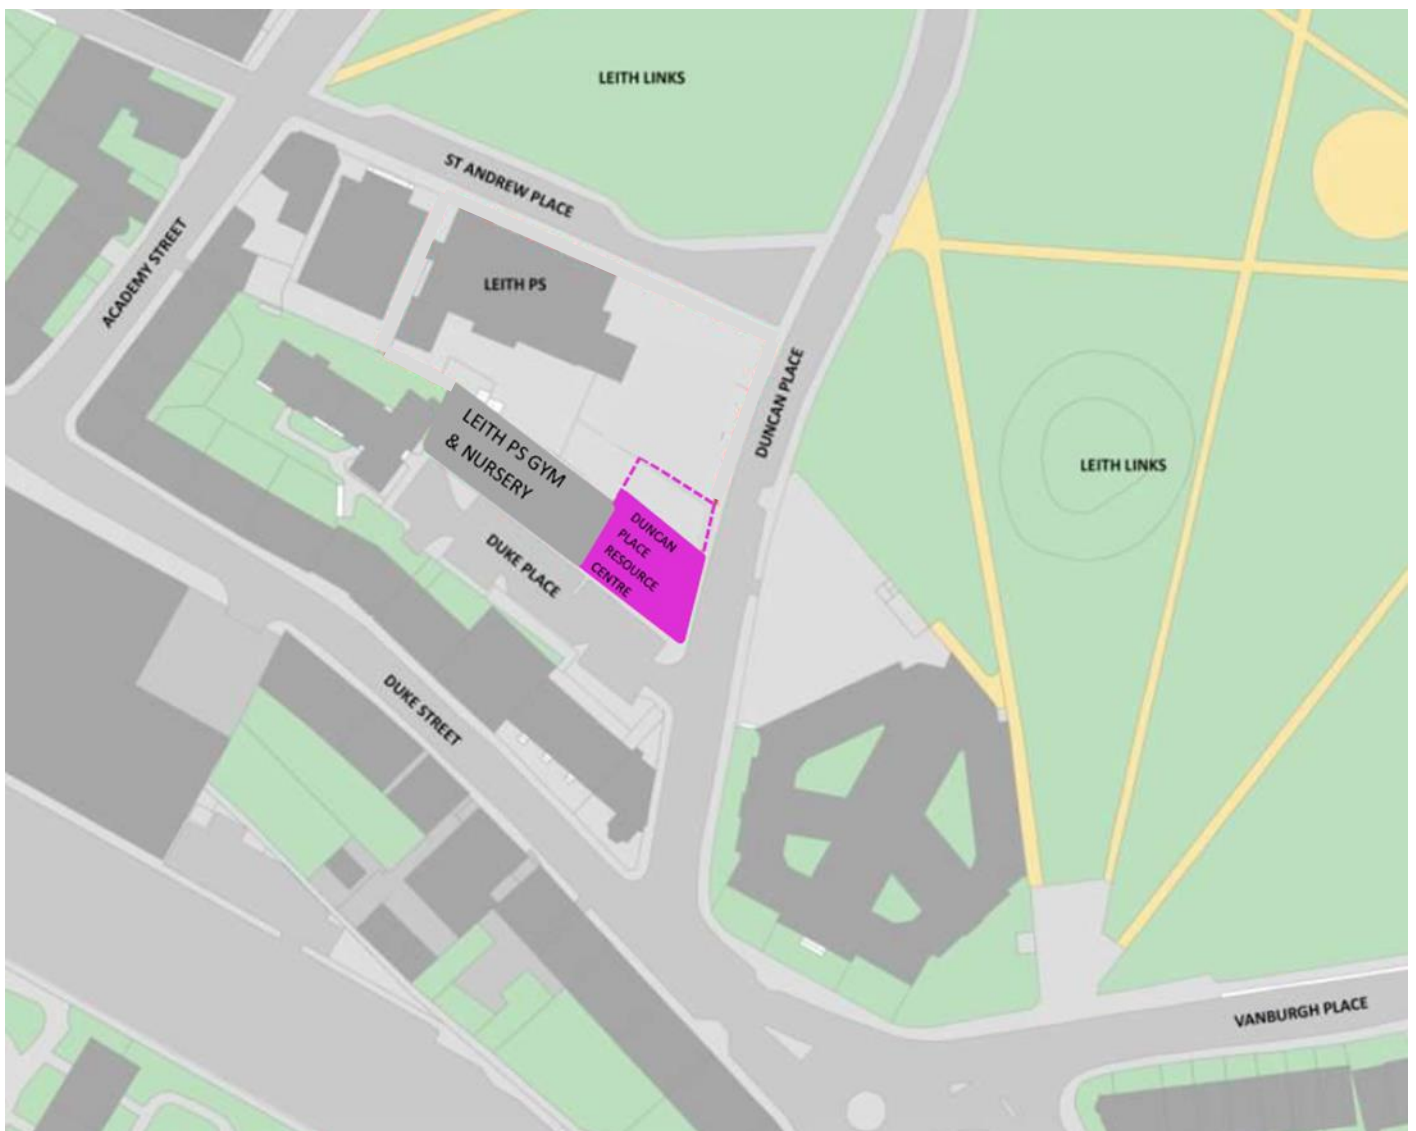 LEITH LINKS
ST ANDREW PLACE
ACADEMY STREET
LEITH PS
DUNCAN PLACE
LEITH PS GYM
& NURSERY
LEITH LINKS
DUNCAN
PLACE
RESOURCE
CENTRE
DUKE PLACE
DUKE STREET
VANBURGH PLACE